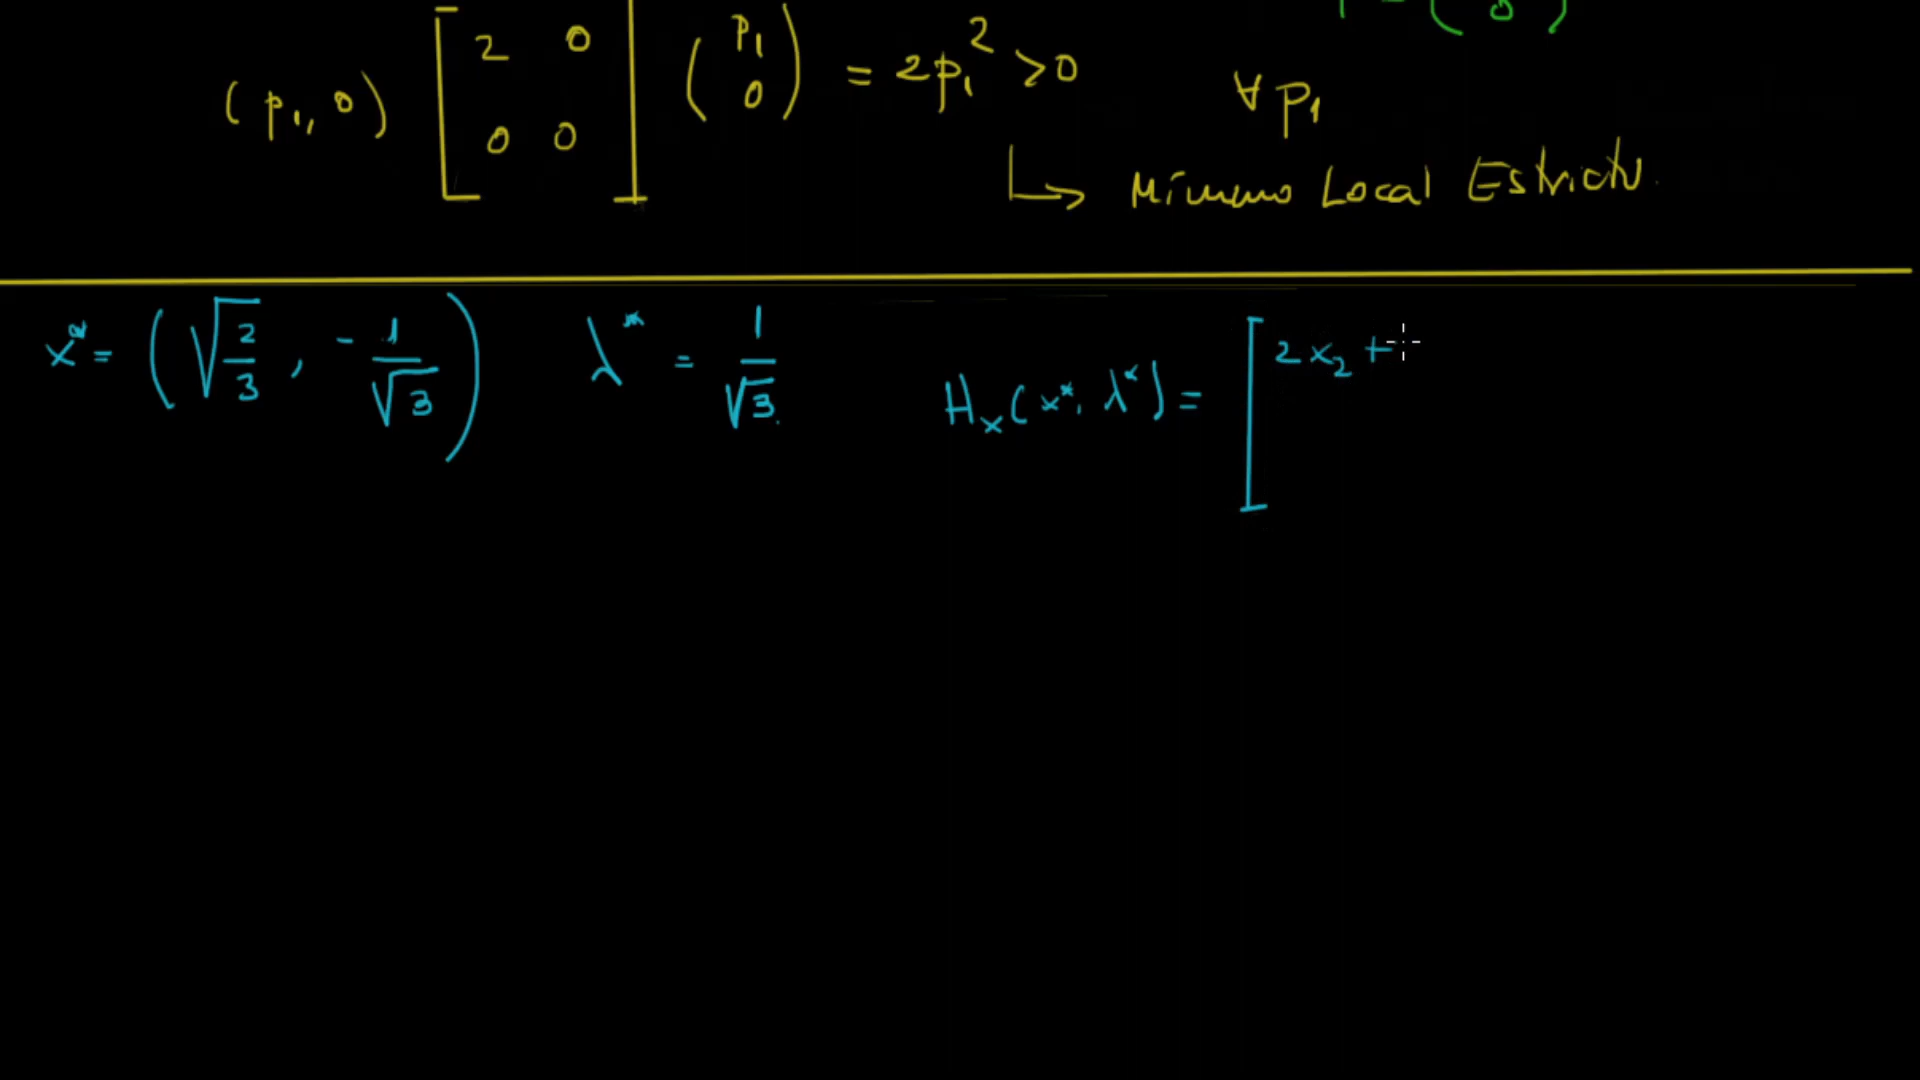 (p₁, 0) [2 0 0 0] (p₁ 0) = 2p₁² > 0 ∀ p₁
↳ Mínimo Local Estricto.
x* = (√(2/3), -1/√3) λ* = 1/√3. Hₓ(x*, λ*) = [2x₂ +